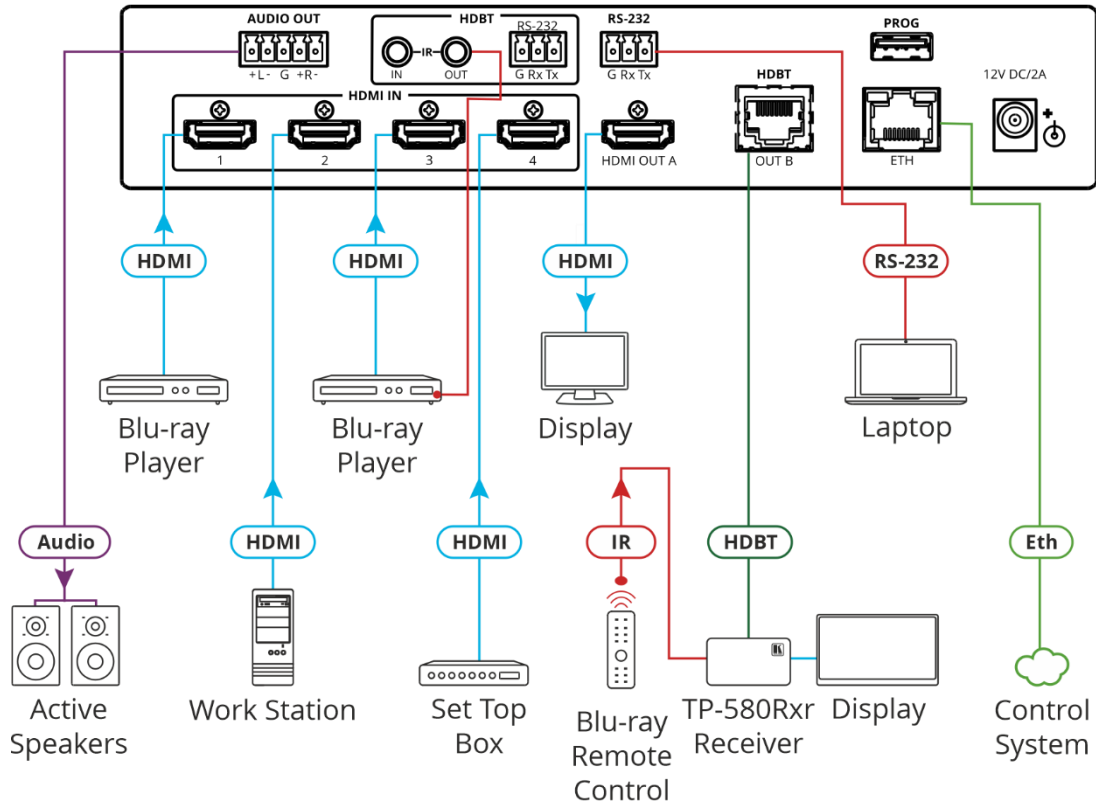 AUDIO OUT
HDBT
RS-232
RS-232
PROG
IR
IN
OUT
+L- G +R-
G Rx Tx
G Rx Tx
12V DC/2A
HDMI IN
HDBT
1
2
3
4
HDMI OUT A
OUT B
ETH
+
HDMI
HDMI
HDMI
RS-232
Blu-ray
Player
Blu-ray
Player
Display
Laptop
Audio
HDMI
HDMI
IR
HDBT
Eth
Active
Speakers
Work Station
Set Top
Box
Blu-ray
Remote
Control
TP-580Rxr
Receiver
Display
Control
System